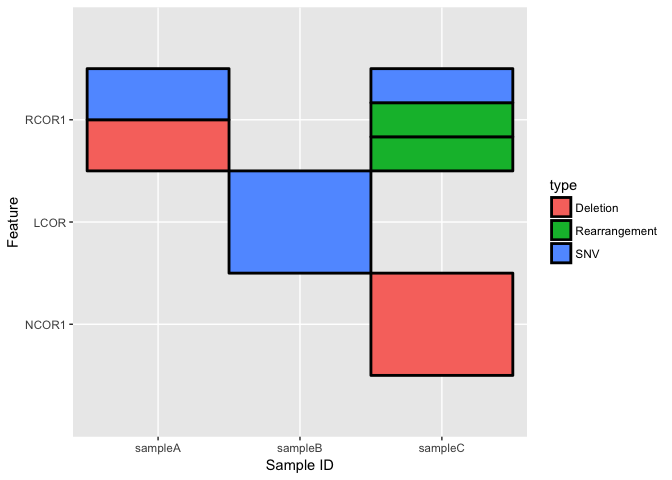 Feature
RCOR1
LCOR
NCOR1
sampleA
sampleB
sampleC
Sample ID
type
Deletion
Rearrangement
SNV